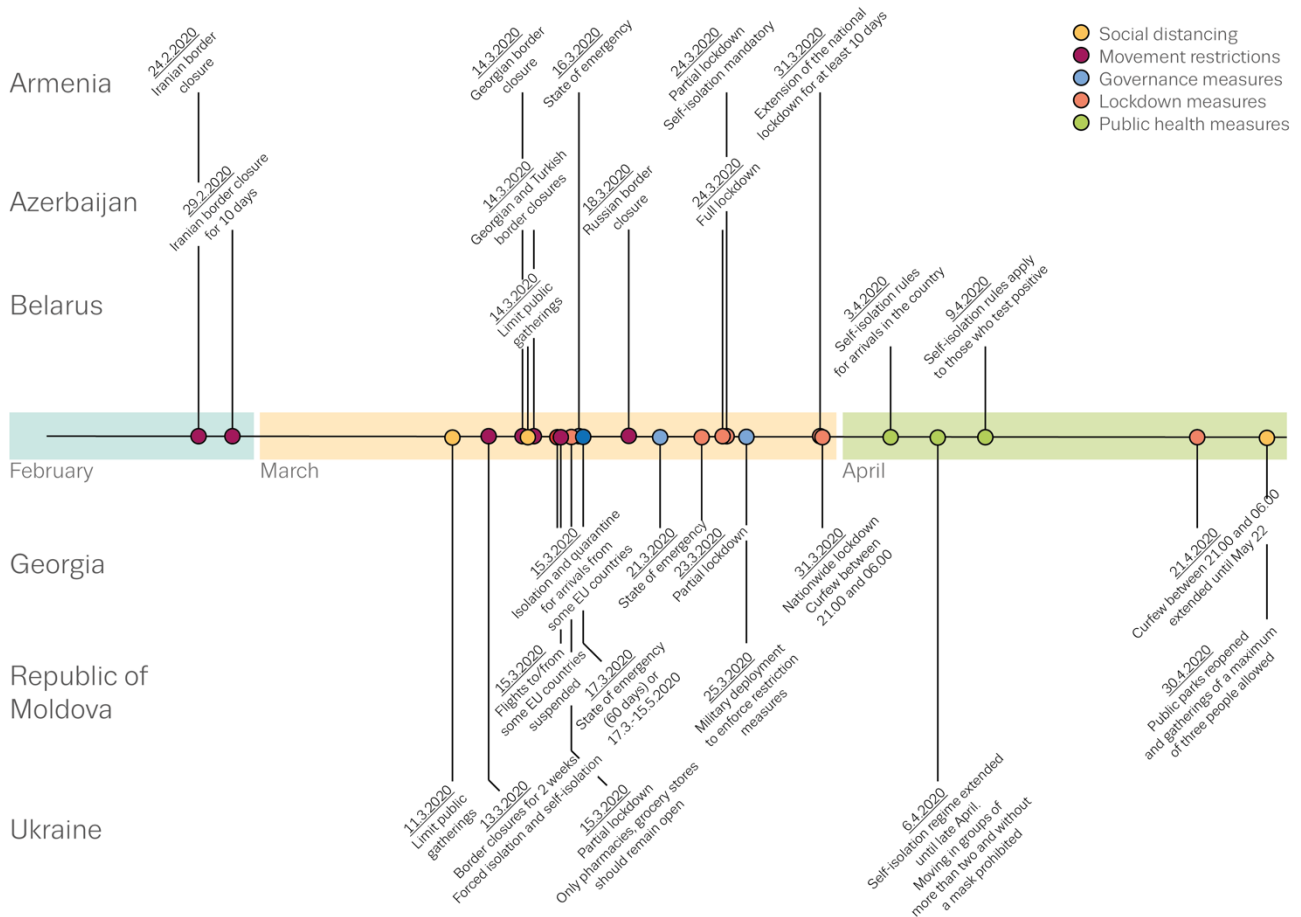 Social distancing
Movement restrictions
Governance measures
Lockdown measures
Public health measures
Armenia
24.2.2020
Iranian border
closure
14.3.2020
Georgian border
closure
16.3.2020
State of emergency
24.3.2020
Partial lockdown
Self-isolation mandatory
31.3.2020
Extension of the national
lockdown for at least 10 days
Azerbaijan
29.2.2020
Iranian border closure
for 10 days
14.3.2020
Georgian and Turkish
border closures
18.3.2020
Russian border
closure
24.3.2020
Full lockdown
Belarus
14.3.2020
Limit public
gatherings
3.4.2020
Self-isolation rules
for arrivals in the country
9.4.2020
Self-isolation rules apply
to those who test positive
February
March
April
Georgia
15.3.2020
Isolation and quarantine
for arrivals from
some EU countries
21.3.2020
State of emergency
23.3.2020
Partial lockdown
31.3.2020
Nationwide lockdown
Curfew between
21.00 and 06.00
21.4.2020
Curfew between 21.00 and 06.00
extended until May 22
Republic of
Moldova
15.3.2020
Flights to/from
some EU countries
suspended
17.3.2020
State of emergency
(60 days) or
17.3.-15.5.2020
25.3.2020
Military deployment
to enforce restriction
measures
30.4.2020
Public parks reopened
and gatherings of a maximum
of three people allowed
Ukraine
11.3.2020
Limit public
gatherings
13.3.2020
Border closures for 2 weeks
Forced isolation and self-isolation
15.3.2020
Partial lockdown
Only pharmacies, grocery stores
should remain open
6.4.2020
Self-isolation regime extended
until late April.
Moving in groups of
more than two and without
a mask prohibited